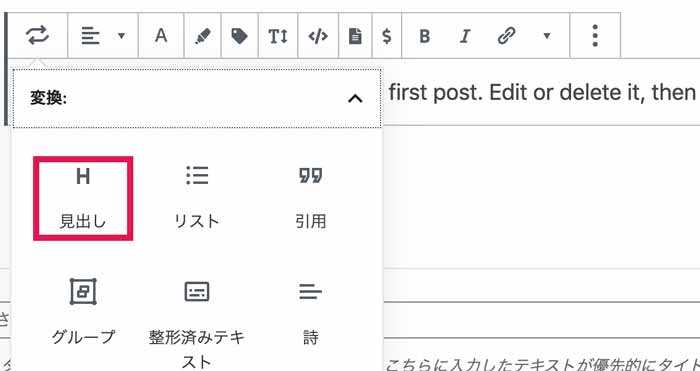 A T </> $ B I
変換:
first post. Edit or delete it, then
H
見出し リスト 引用
グループ 整形済みテキスト 詩
さ
こちらに入力したテキストが優先的にタイト